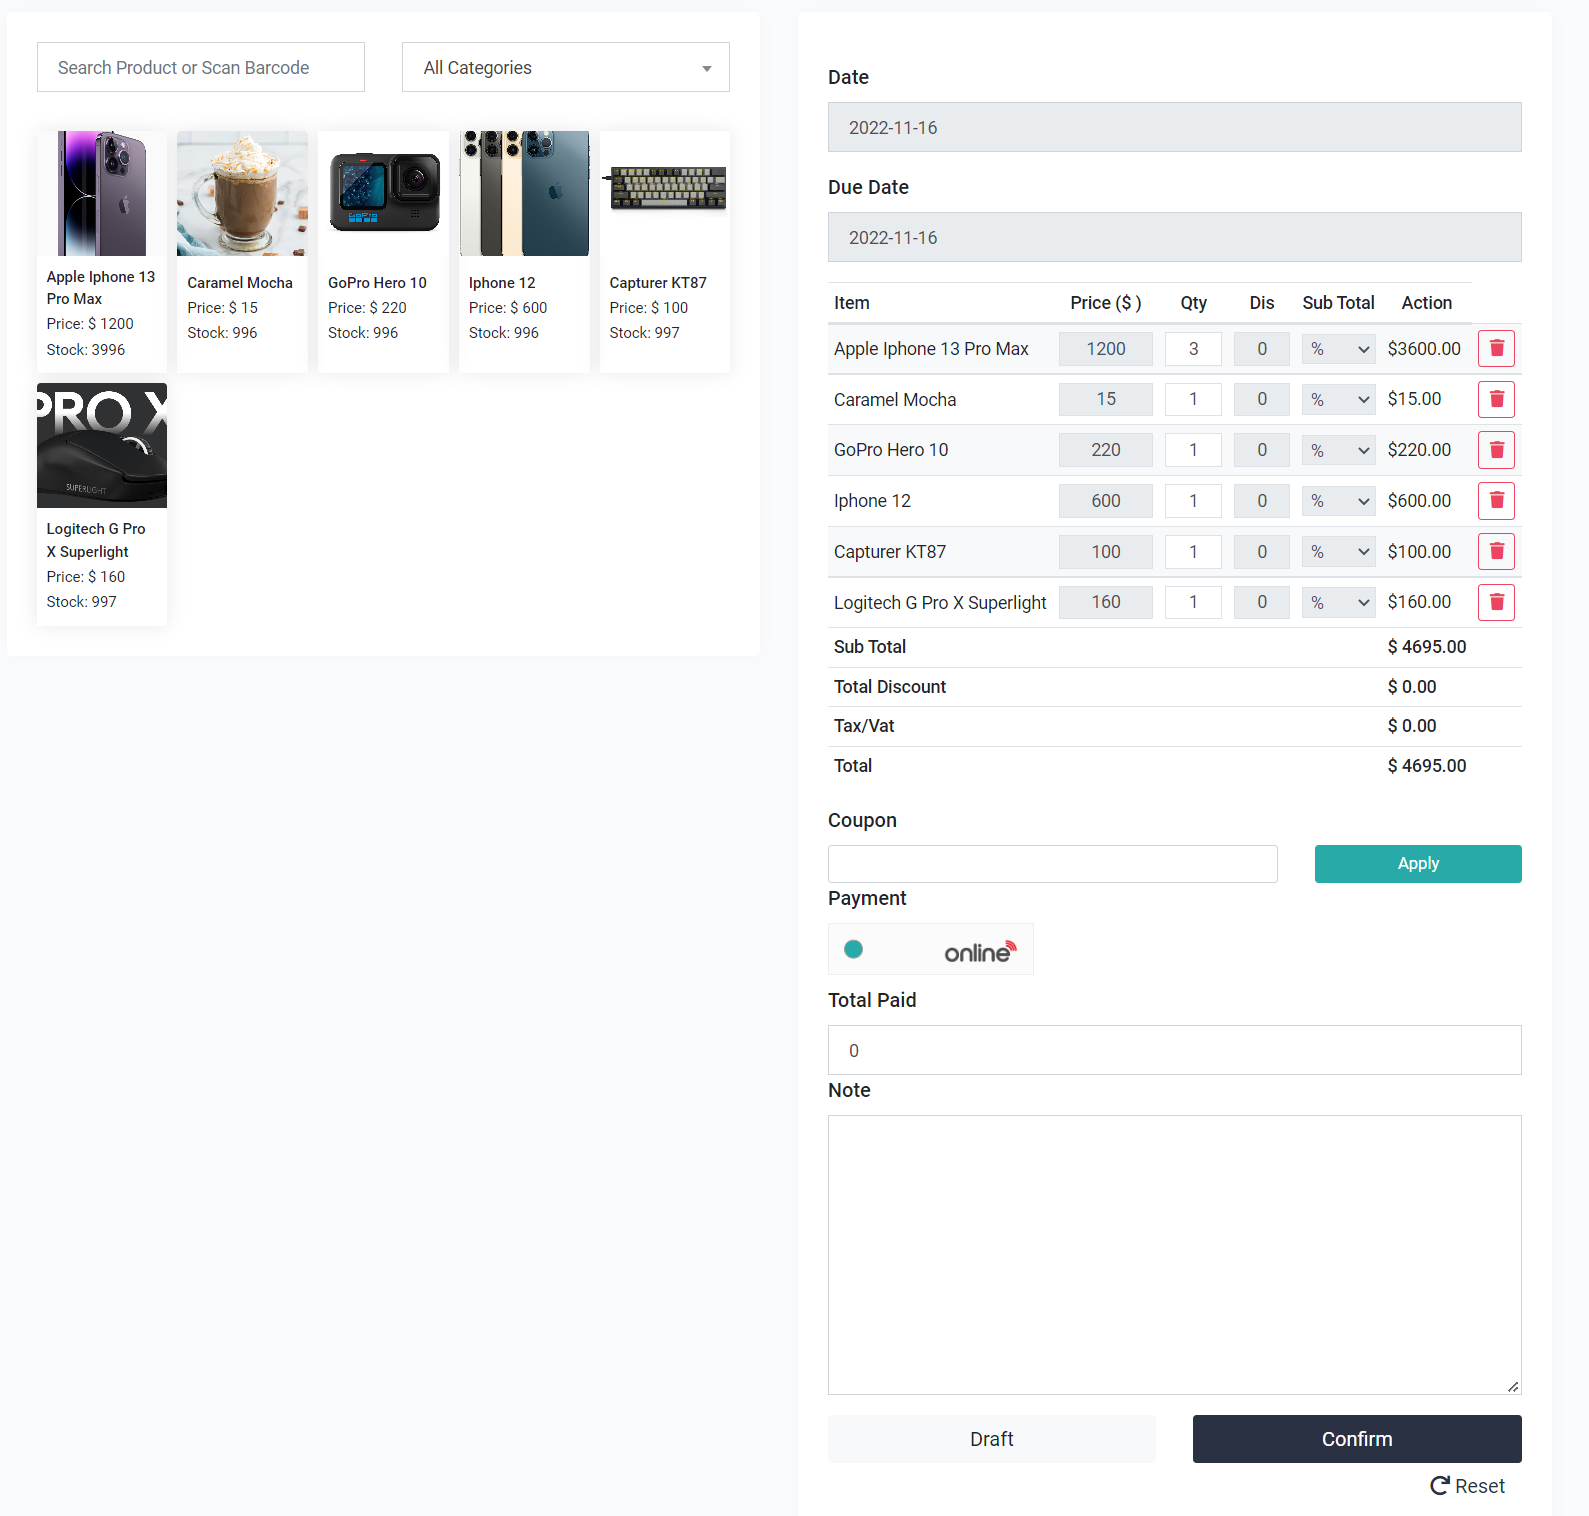 Search Product or Scan Barcode
All Categories
Apple Iphone 13
Pro Max
Price: $ 1200
Stock: 3996
Caramel Mocha
Price: $ 15
Stock: 996
GoPro
GoPro Hero 10
Price: $ 220
Stock: 996
Iphone 12
Price: $ 600
Stock: 996
Capturer KT87
Price: $ 100
Stock: 997
PRO X
SUPERLIGHT
Logitech G Pro
X Superlight
Price: $ 160
Stock: 997
Date
2022-11-16
Due Date
2022-11-16
Item Price ($ ) Qty Dis Sub Total Action
Apple Iphone 13 Pro Max 1200 3 0 % $3600.00
Caramel Mocha 15 1 0 % $15.00
GoPro Hero 10 220 1 0 % $220.00
Iphone 12 600 1 0 % $600.00
Capturer KT87 100 1 0 % $100.00
Logitech G Pro X Superlight 160 1 0 % $160.00
Sub Total $ 4695.00
Total Discount $ 0.00
Tax/Vat $ 0.00
Total $ 4695.00
Coupon
Apply
Payment
online
Total Paid
0
Note
Draft Confirm
Reset